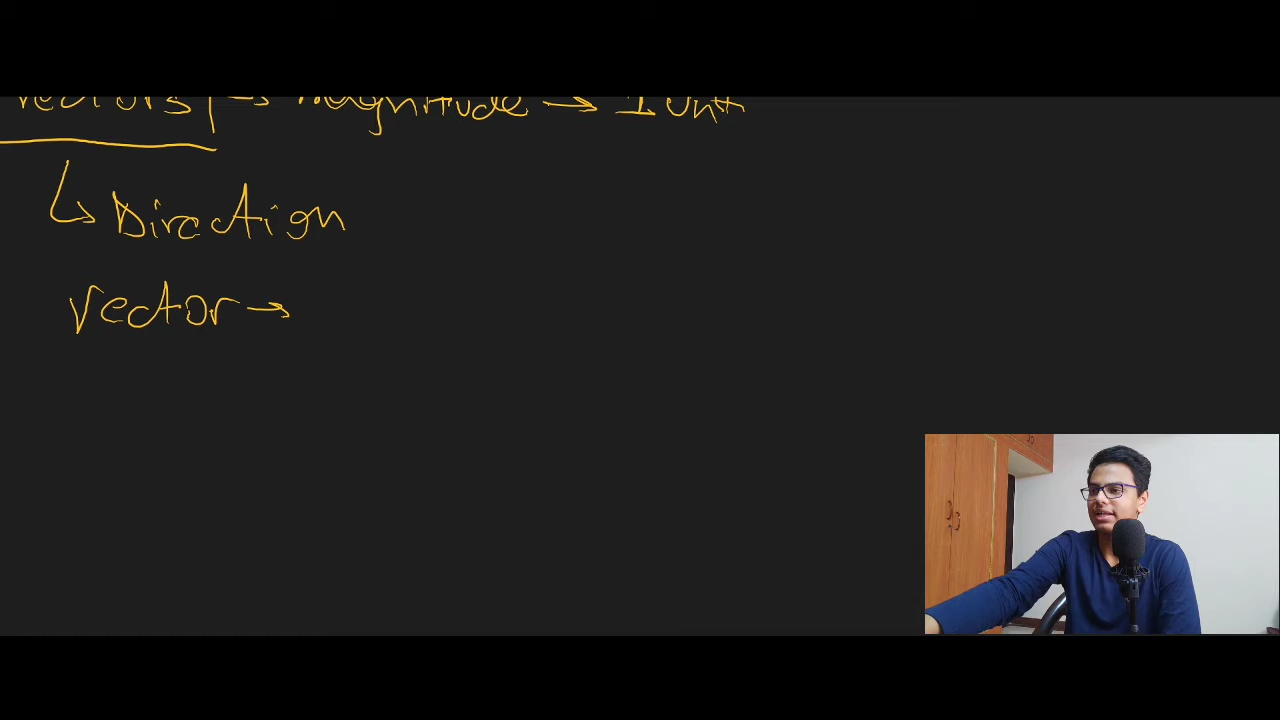 vectors | → magnitude → 1 unit
↳ Direction
vector →